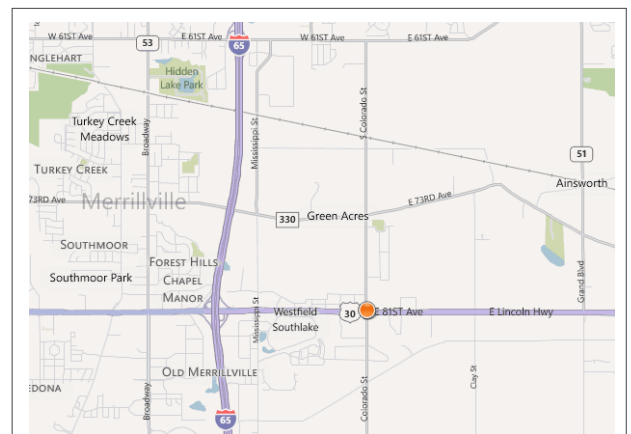 W 61ST Ave
53
E 61ST Ave
65
W 61ST Ave
E 61ST Ave
NGLEHART
Hidden
Lake Park
Turkey Creek
Meadows
Broadway
Mississippi St
S Colorado St
51
TURKEY CREEK
Ainsworth
73RD Ave
Merrillville
330
Green Acres
E 73RD Ave
SOUTHMOOR
FOREST HILLS
Southmoor Park
CHAPEL
MANOR
Grand Blvd
Mississippi St
Westfield
Southlake
30
E 81ST Ave
E Lincoln Hwy
OLD MERRILLVILLE
EDONA
Broadway
65
Colorado St
Clay St